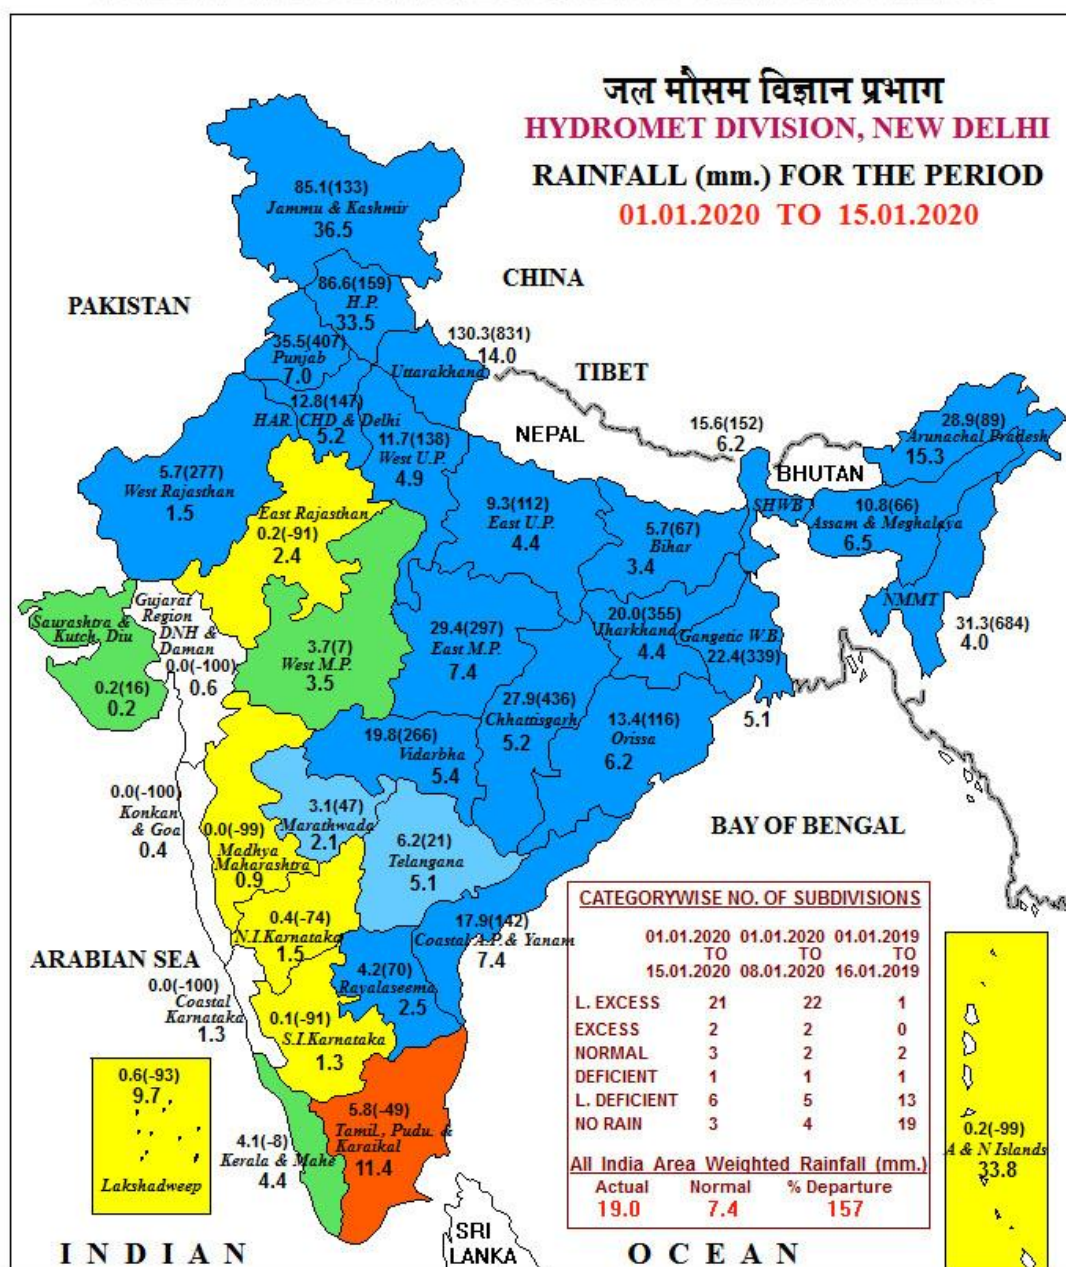 जल मौसम विज्ञान प्रभाग
HYDROMET DIVISION, NEW DELHI
RAINFALL (mm.) FOR THE PERIOD
01.01.2020 TO 15.01.2020
85.1(133)
Jammu & Kashmir
36.5
CHINA
86.6(159)
H.P.
33.5
PAKISTAN
35.5(407)
Punjab
7.0
130.3(831)
14.0
Uttarakhand
TIBET
12.8(147)
HAR. CHD & Delhi
5.2
11.7(138)
West U.P.
4.9
NEPAL
15.6(152)
6.2
BHUTAN
28.9(89)
Arunachal Pradesh
15.3
5.7(277)
West Rajasthan
1.5
East Rajasthan
0.2(-91)
2.4
9.3(112)
East U.P.
4.4
5.7(67)
Bihar
3.4
SHWB
10.8(66)
Assam & Meghalaya
6.5
NMMT
31.3(684)
4.0
Saurashtra &
Kutch, Diu
0.2(16)
0.2
Gujarat
Region
DNH &
Daman
0.0(-100)
0.6
3.7(7)
West M.P.
3.5
29.4(297)
East M.P.
7.4
20.0(355)
Jharkhand
4.4
Gangetic W.B.
22.4(339)
5.1
27.9(436)
Chhattisgarh
5.2
13.4(116)
Orissa
6.2
19.8(266)
Vidarbha
5.4
0.0(-100)
Konkan
& Goa
0.4
0.0(-99)
Madhya
Maharashtra
0.9
3.1(47)
Marathwada
2.1
6.2(21)
Telangana
5.1
BAY OF BENGAL
0.4(-74)
N.I.Karnataka
1.5
17.9(142)
Coastal A.P. & Yanam
7.4
ARABIAN SEA
0.0(-100)
Coastal
Karnataka
1.3
4.2(70)
Rayalaseema
2.5
0.1(-91)
S.I.Karnataka
1.3
0.6(-93)
9.7
Lakshadweep
4.1(-8)
Kerala & Mahe
4.4
5.8(-49)
Tamil., Pudu. &
Karaikal
11.4
CATEGORYWISE NO. OF SUBDIVISIONS
01.01.2020 01.01.2020 01.01.2019
TO TO TO
15.01.2020 08.01.2020 16.01.2019
L. EXCESS 21 22 1
EXCESS 2 2 0
NORMAL 3 2 2
DEFICIENT 1 1 1
L. DEFICIENT 6 5 13
NO RAIN 3 4 19
All India Area Weighted Rainfall (mm.)
Actual Normal % Departure
19.0 7.4 157
0.2(-99)
A & N Islands
33.8
SRI
LANKA
INDIAN OCEAN